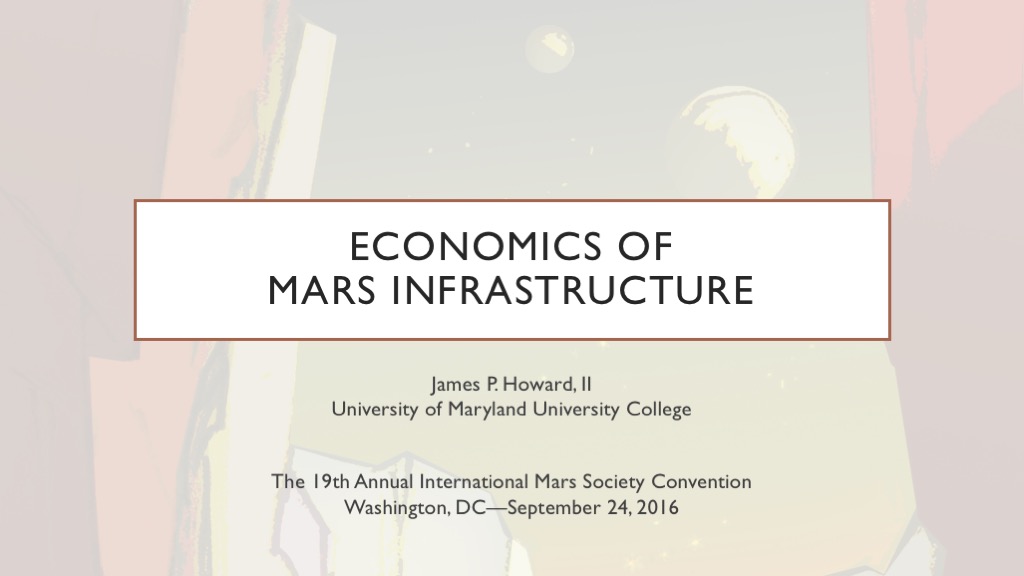 ECONOMICS OF
MARS INFRASTRUCTURE
James P. Howard, II
University of Maryland University College
The 19th Annual International Mars Society Convention
Washington, DC—September 24, 2016